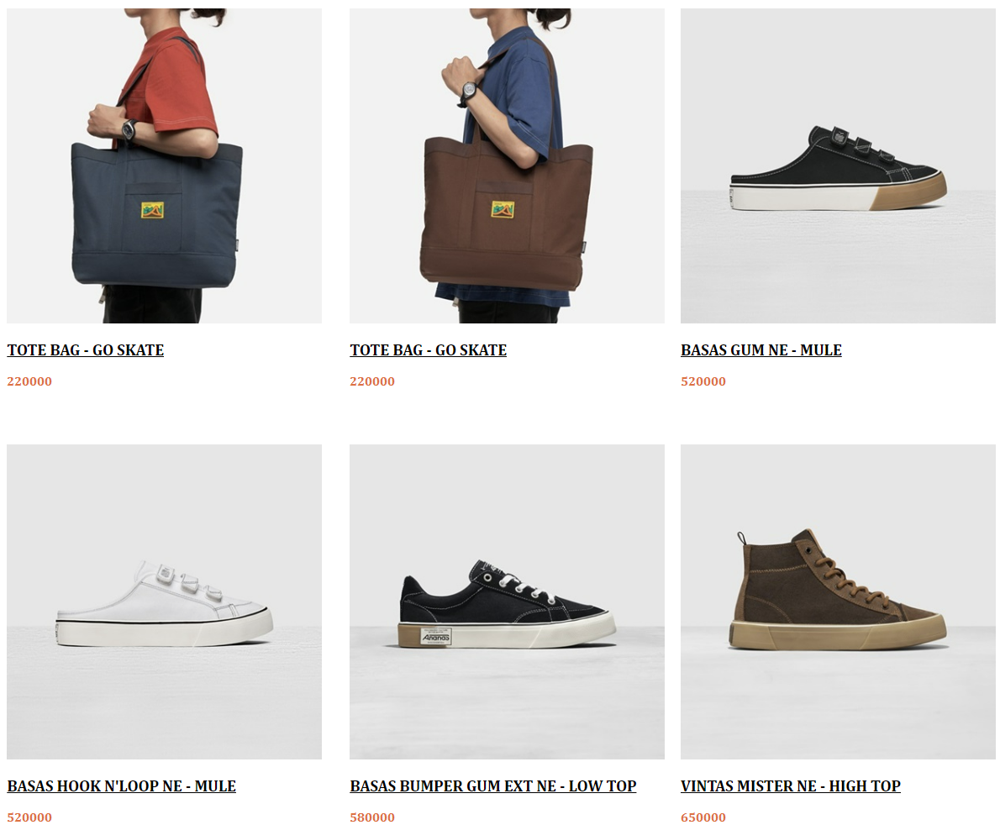 TOTE BAG - GO SKATE
220000
TOTE BAG - GO SKATE
220000
BASAS GUM NE - MULE
520000
Ananas
BASAS HOOK N'LOOP NE - MULE
520000
BASAS BUMPER GUM EXT NE - LOW TOP
580000
VINTAS MISTER NE - HIGH TOP
650000